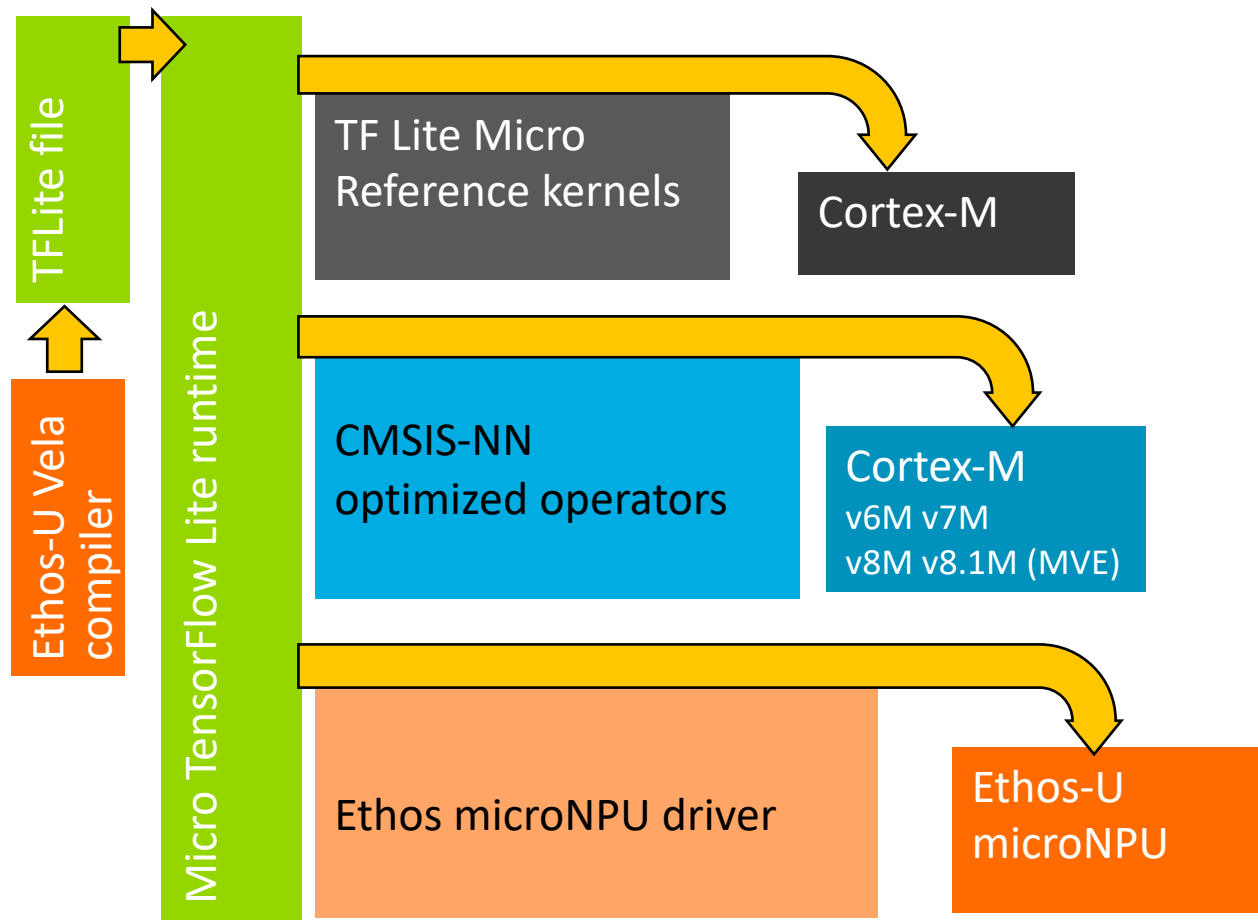 TFLite file
Ethos-U Vela
compiler
Micro TensorFlow Lite runtime
TF Lite Micro
Reference kernels
Cortex-M
CMSIS-NN
optimized operators
Cortex-M
v6M v7M
v8M v8.1M (MVE)
Ethos microNPU driver
Ethos-U
microNPU